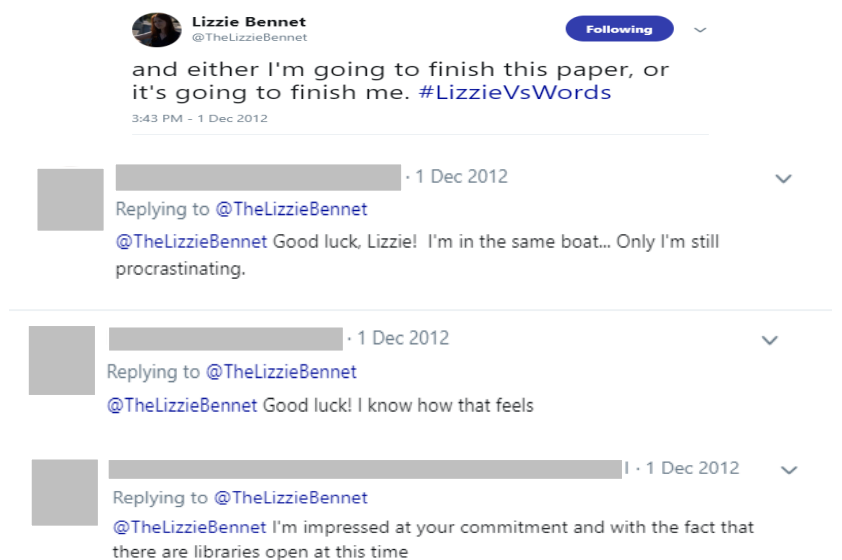 Lizzie Bennet
@TheLizzieBennet
Following
and either I'm going to finish this paper, or
it's going to finish me. #LizzieVsWords
3:43 PM - 1 Dec 2012
· 1 Dec 2012
Replying to @TheLizzieBennet
@TheLizzieBennet Good luck, Lizzie!  I'm in the same boat... Only I'm still
procrastinating.
· 1 Dec 2012
Replying to @TheLizzieBennet
@TheLizzieBennet Good luck! I know how that feels
· 1 Dec 2012
Replying to @TheLizzieBennet
@TheLizzieBennet I'm impressed at your commitment and with the fact that
there are libraries open at this time